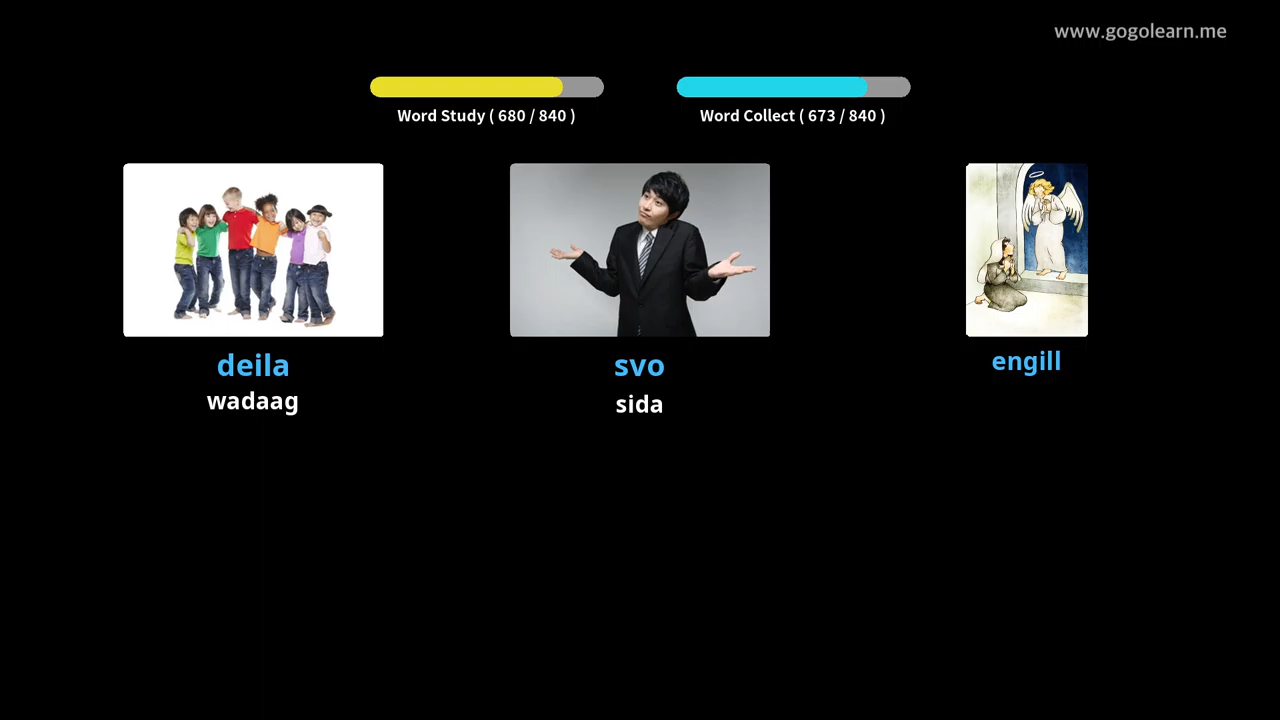 www.gogolearn.me
Word Study ( 680 / 840 )
Word Collect ( 673 / 840 )
deila
wadaag
svo
sida
engill